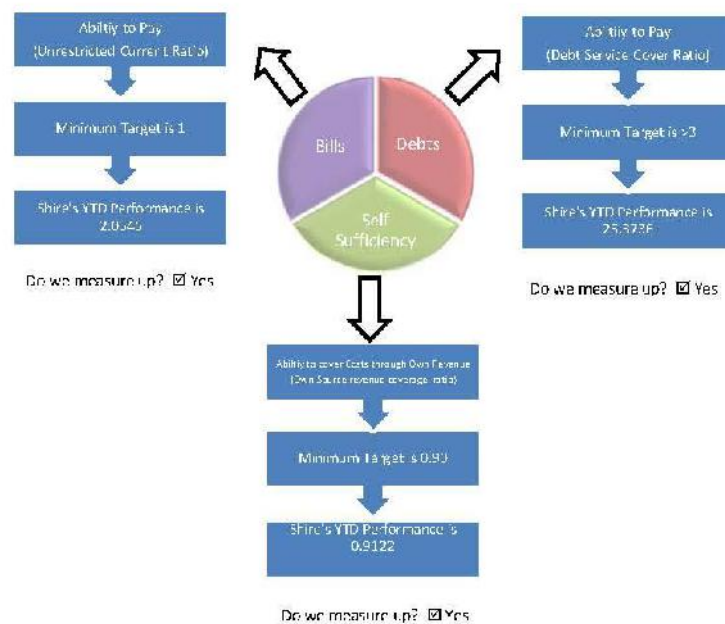 Abiltiy to Pay
(Unrestricted Current Ratio)
Minimum Target is 1
Shire's YTD Performance is
Do we measure up? ☑ Yes
Bills
Debts
Self
Sufficiency
Abiltiy to Pay
(Debt Service Cover Ratio)
Minimum Target is >3
Shire's YTD Performance is
Do we measure up? ☑ Yes
Abiltiy to cover Costs through Own Revenue
(Own Source revenue coverage ratio)
Minimum Target is 0.90
Shire's YTD Performance is
0.9122
Do we measure up? ☑ Yes